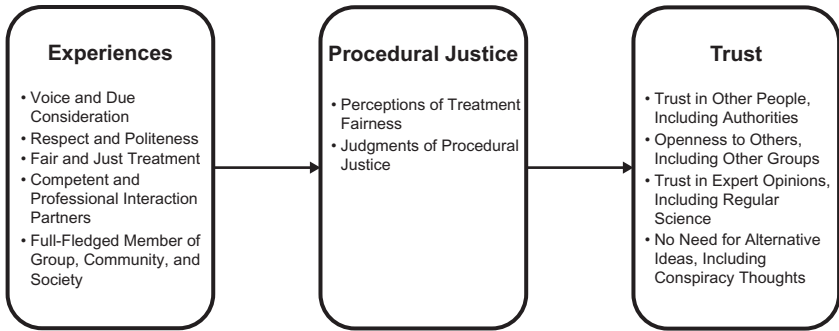 Experiences
• Voice and Due
Consideration
• Respect and Politeness
• Fair and Just Treatment
• Competent and
Professional Interaction
Partners
• Full-Fledged Member of
Group, Community, and
Society
Procedural Justice
• Perceptions of Treatment
Fairness
• Judgments of Procedural
Justice
Trust
• Trust in Other People,
Including Authorities
• Openness to Others,
Including Other Groups
• Trust in Expert Opinions,
Including Regular
Science
• No Need for Alternative
Ideas, Including
Conspiracy Thoughts